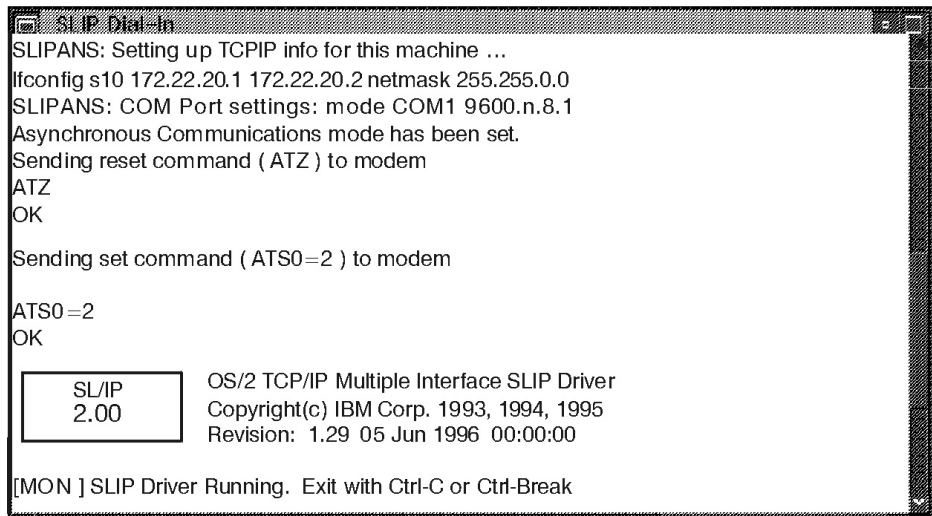 SLIP Dial-In
SLIPANS: Setting up TCPIP info for this machine ...
Ifconfig s10 172.22.20.1 172.22.20.2 netmask 255.255.0.0
SLIPANS: COM Port settings: mode COM1 9600.n.8.1
Asynchronous Communications mode has been set.
Sending reset command ( ATZ ) to modem
ATZ
OK
Sending set command ( ATS0=2 ) to modem
ATS0=2
OK
SL/IP
2.00
OS/2 TCP/IP Multiple Interface SLIP Driver
Copyright(c) IBM Corp. 1993, 1994, 1995
Revision: 1.29 05 Jun 1996 00:00:00
[MON ] SLIP Driver Running. Exit with Ctrl-C or Ctrl-Break